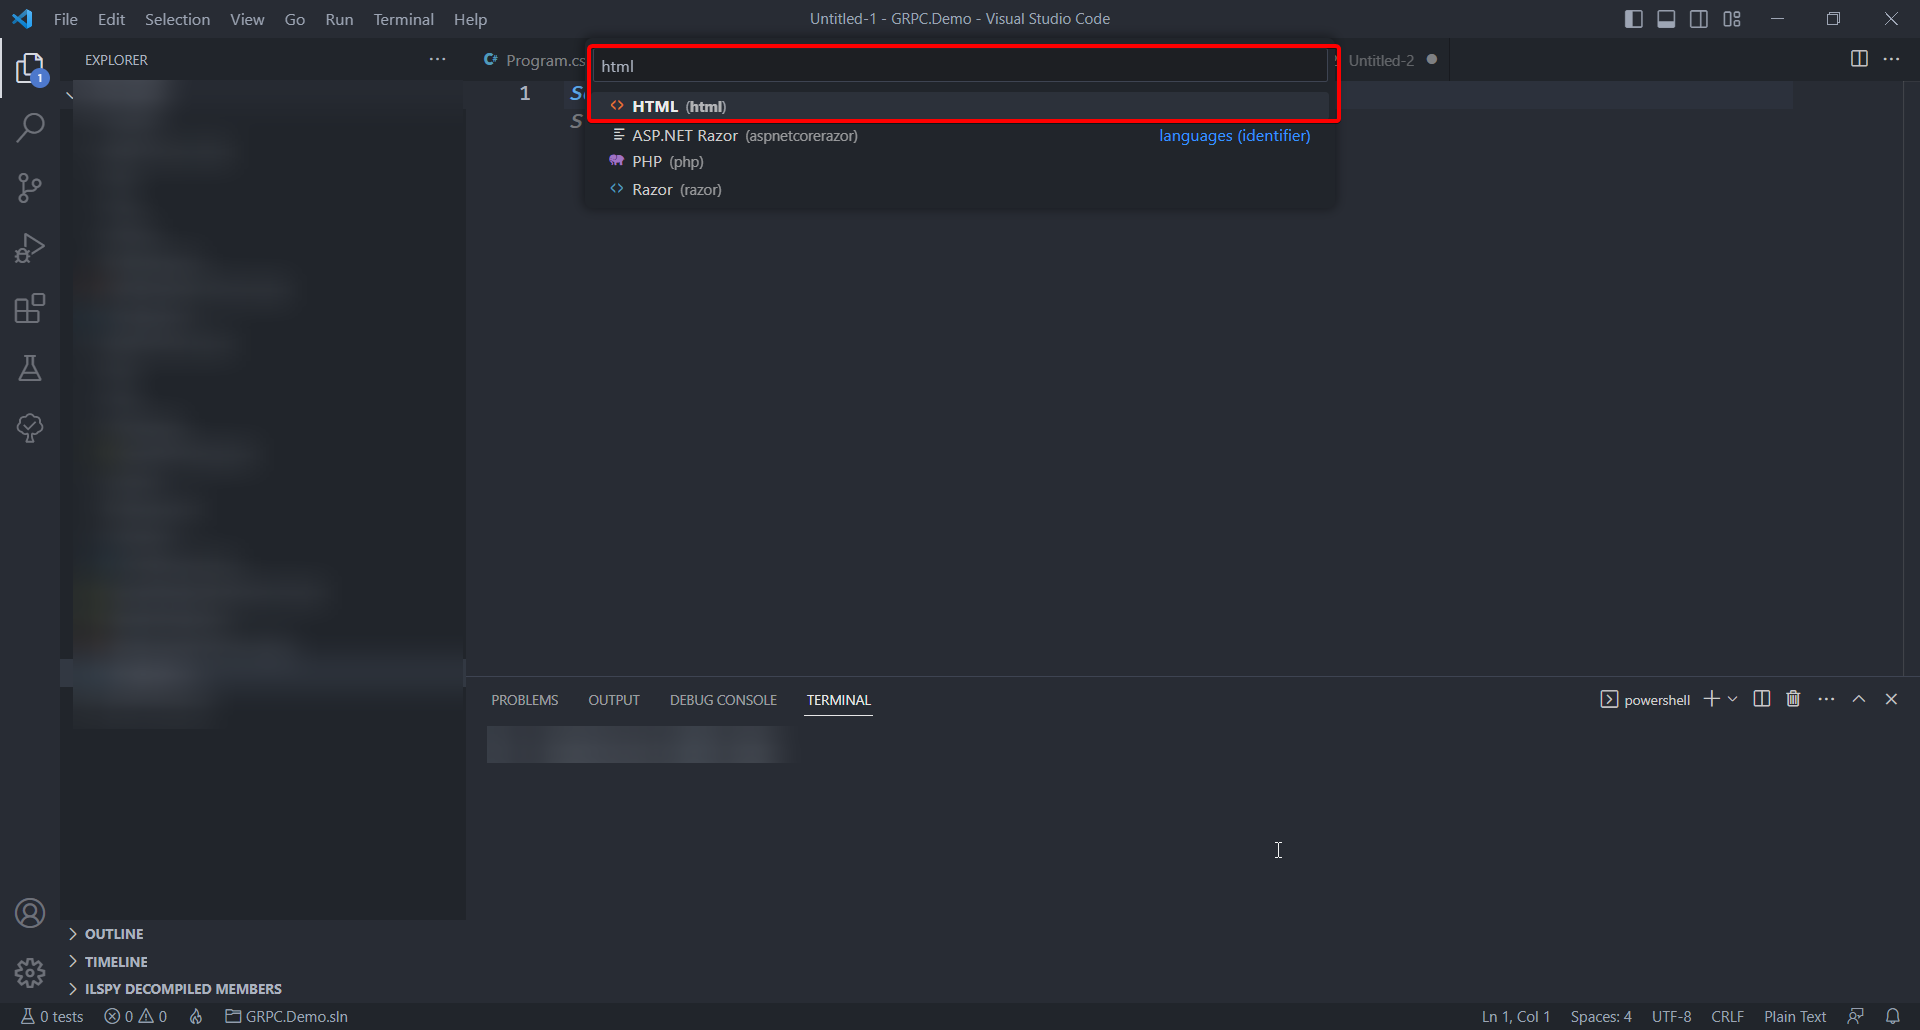 File Edit Selection View Go Run Terminal Help
Untitled-1 - GRPC.Demo - Visual Studio Code
EXPLORER
1
Program.cs
Untitled-2
html
1
HTML (html)
ASP.NET Razor (aspnetcorerazor) languages (identifier)
PHP (php)
Razor (razor)
PROBLEMS OUTPUT DEBUG CONSOLE TERMINAL
powershell
OUTLINE
TIMELINE
ILSPY DECOMPILED MEMBERS
0 tests 0 0 GRPC.Demo.sln
Ln 1, Col 1 Spaces: 4 UTF-8 CRLF Plain Text